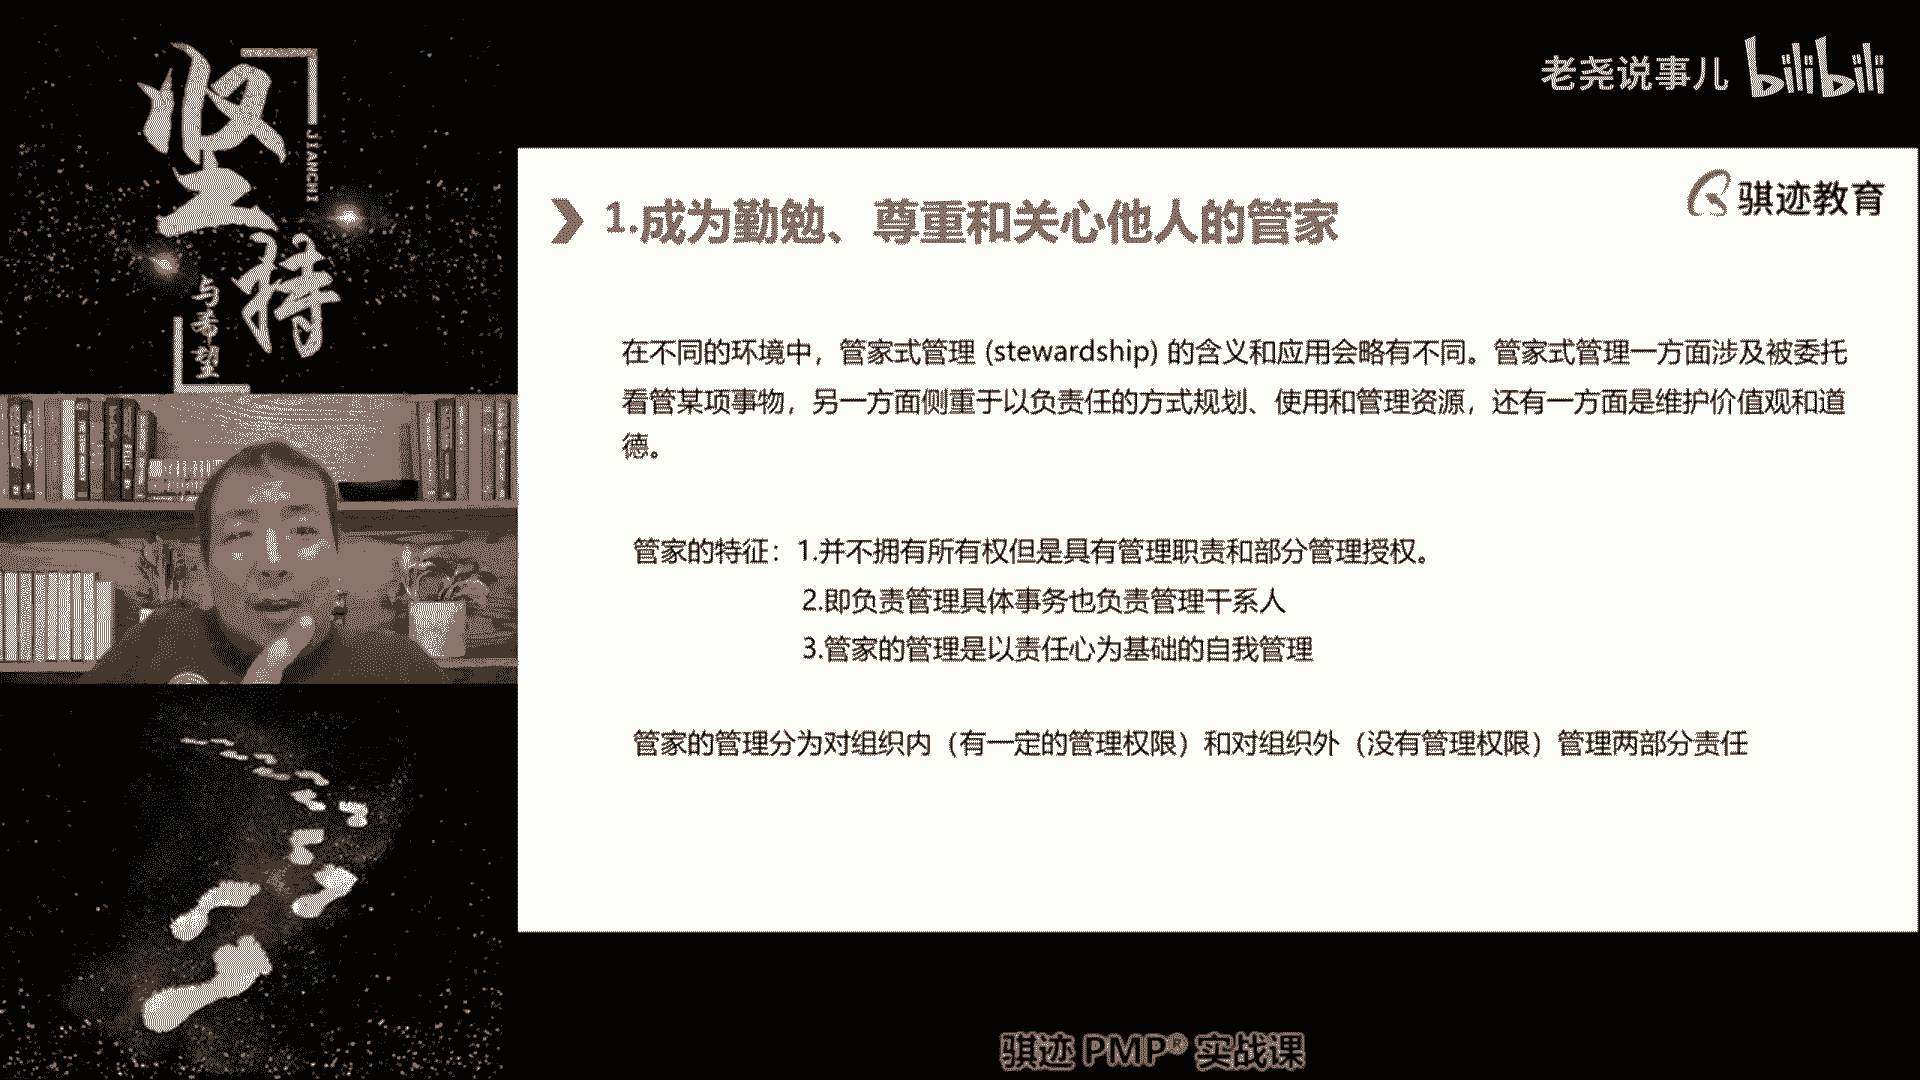 坚持
JIANCHI
与希望
老尧说事儿 bilibili
骐迹教育
1.成为勤勉、尊重和关心他人的管家
在不同的环境中，管家式管理 (stewardship) 的含义和应用会略有不同。管家式管理一方面涉及被委托
看管某项事物，另一方面侧重于以负责任的方式规划、使用和管理资源，还有一方面是维护价值观和道
德。
管家的特征：1.并不拥有所有权但是具有管理职责和部分管理授权。
2.即负责管理具体事务也负责管理干系人
3.管家的管理是以责任心为基础的自我管理
管家的管理分为对组织内（有一定的管理权限）和对组织外（没有管理权限）管理两部分责任
骐迹 PMP® 实战课